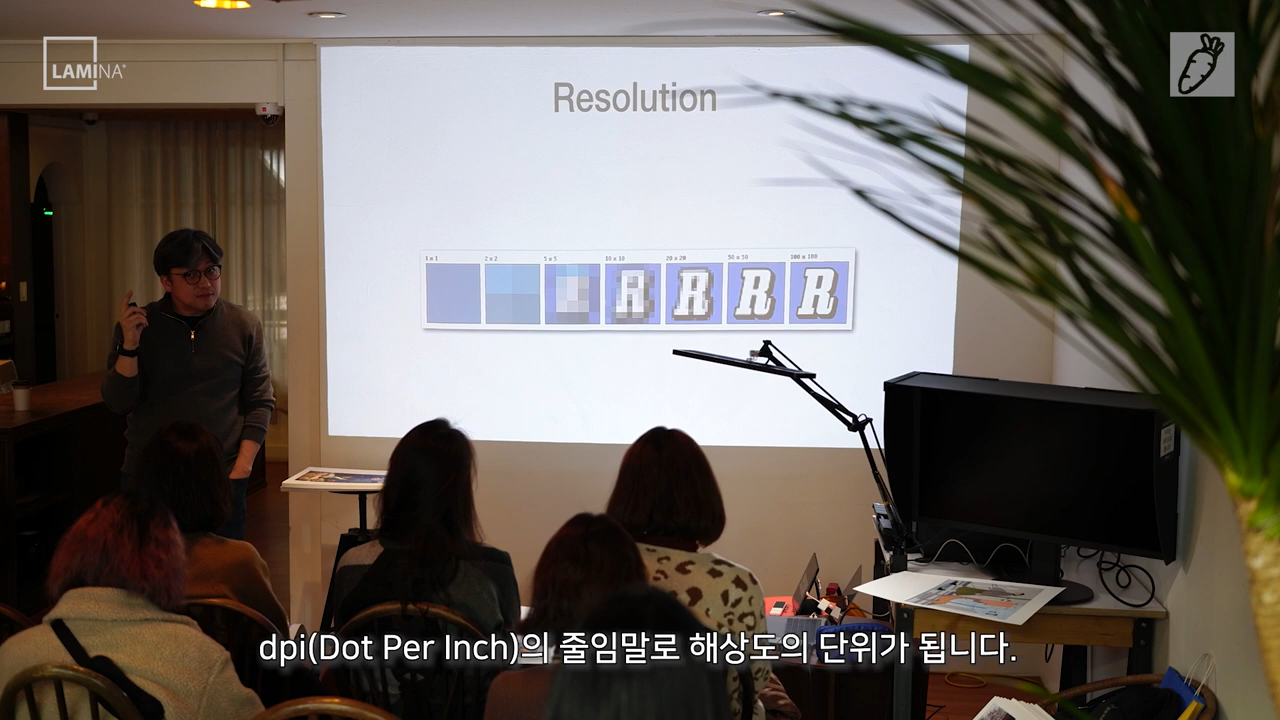 LAMINA*
Resolution
1 x 1
2 x 2
5 x 5
10 x 10
20 x 20
50 x 50
100 x 100
R R R R
dpi(Dot Per Inch)의 줄임말로 해상도의 단위가 됩니다.